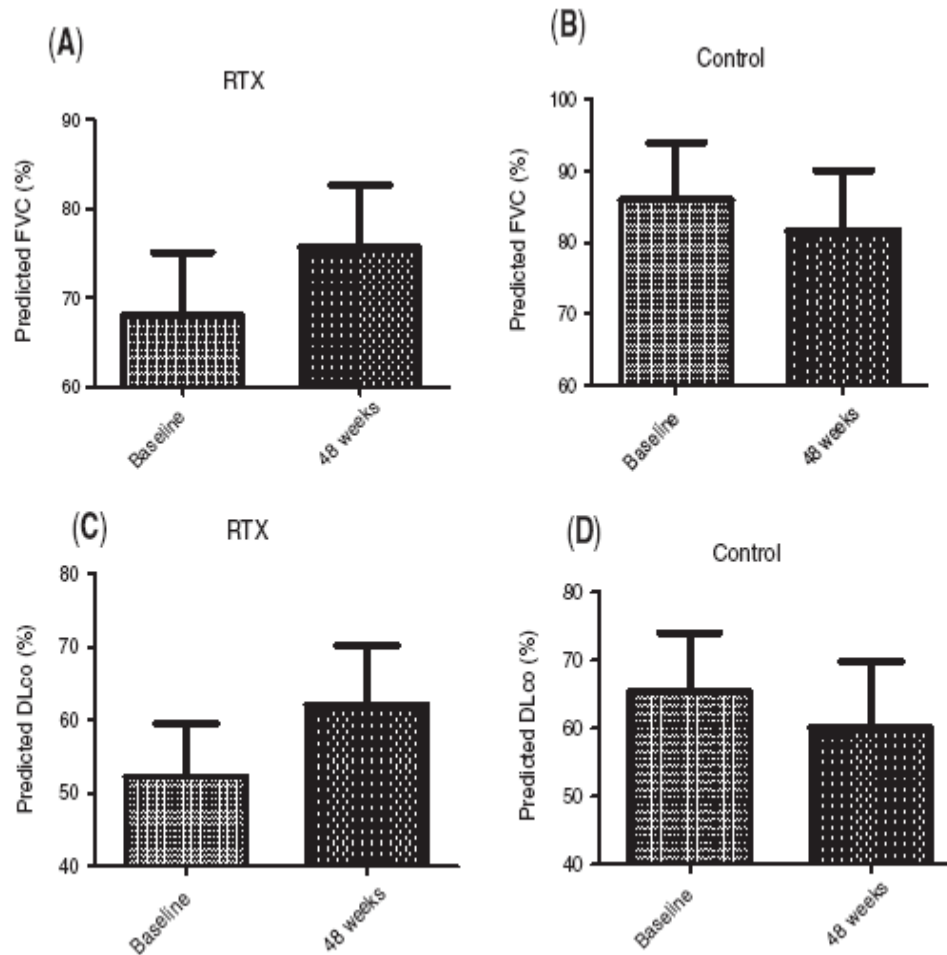 (A)
RTX
Predicted FVC (%)
90
80
70
60
Baseline
48 weeks
(B)
Control
Predicted FVC (%)
100
90
80
70
60
Baseline
48 weeks
(C)
RTX
Predicted DLco (%)
80
70
60
50
40
Baseline
48 weeks
(D)
Control
Predicted DLco (%)
80
70
60
50
40
Baseline
48 weeks